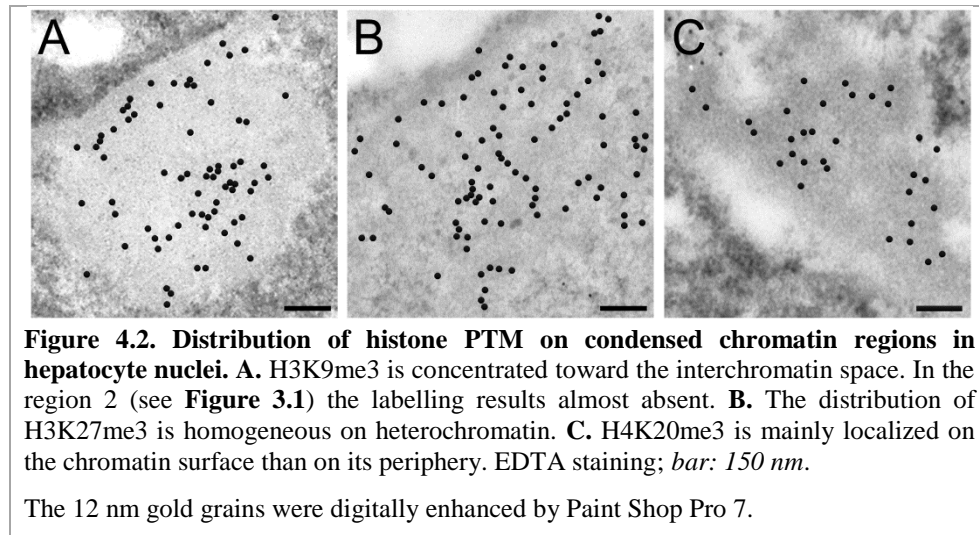 A B C
Figure 4.2. Distribution of histone PTM on condensed chromatin regions in
hepatocyte nuclei. A. H3K9me3 is concentrated toward the interchromatin space. In the
region 2 (see Figure 3.1) the labelling results almost absent. B. The distribution of
H3K27me3 is homogeneous on heterochromatin. C. H4K20me3 is mainly localized on
the chromatin surface than on its periphery. EDTA staining; bar: 150 nm.
The 12 nm gold grains were digitally enhanced by Paint Shop Pro 7.